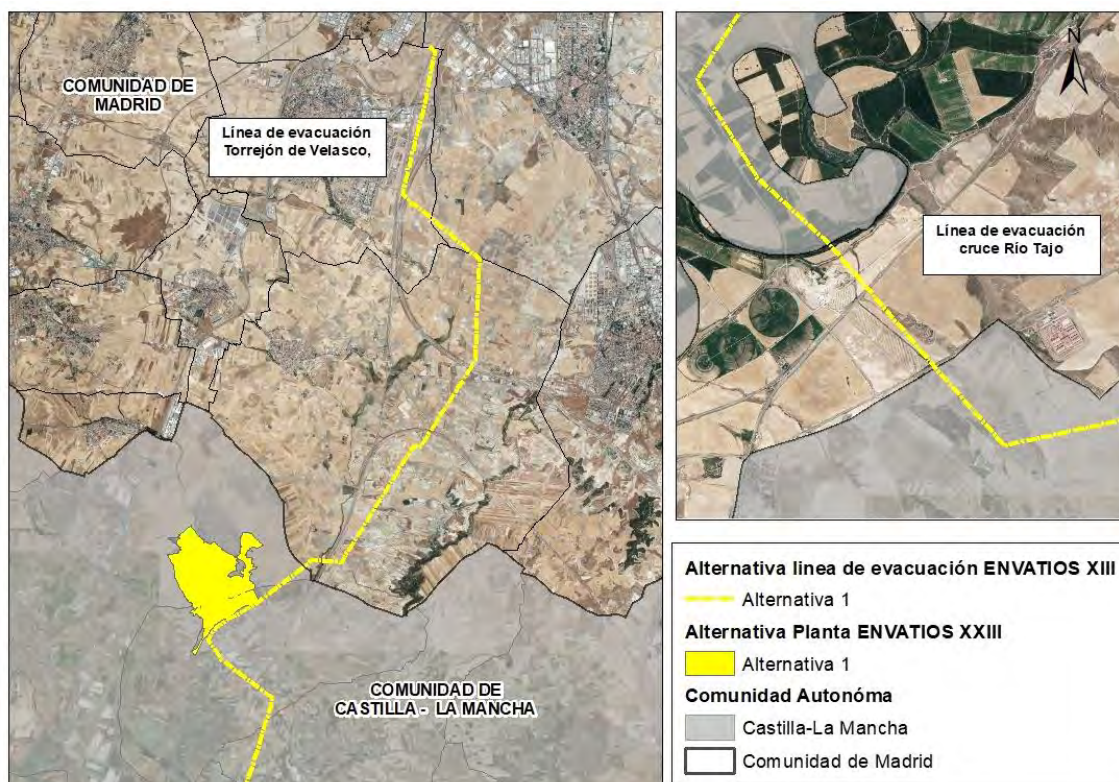 COMUNIDAD DE
MADRID
Línea de evacuación
Torrejón de Velasco,
COMUNIDAD DE
CASTILLA - LA MANCHA
N
Línea de evacuación
cruce Río Tajo
Alternativa linea de evacuación ENVATIOS XIII
Alternativa 1
Alternativa Planta ENVATIOS XXIII
Alternativa 1
Comunidad Autonóma
Castilla-La Mancha
Comunidad de Madrid